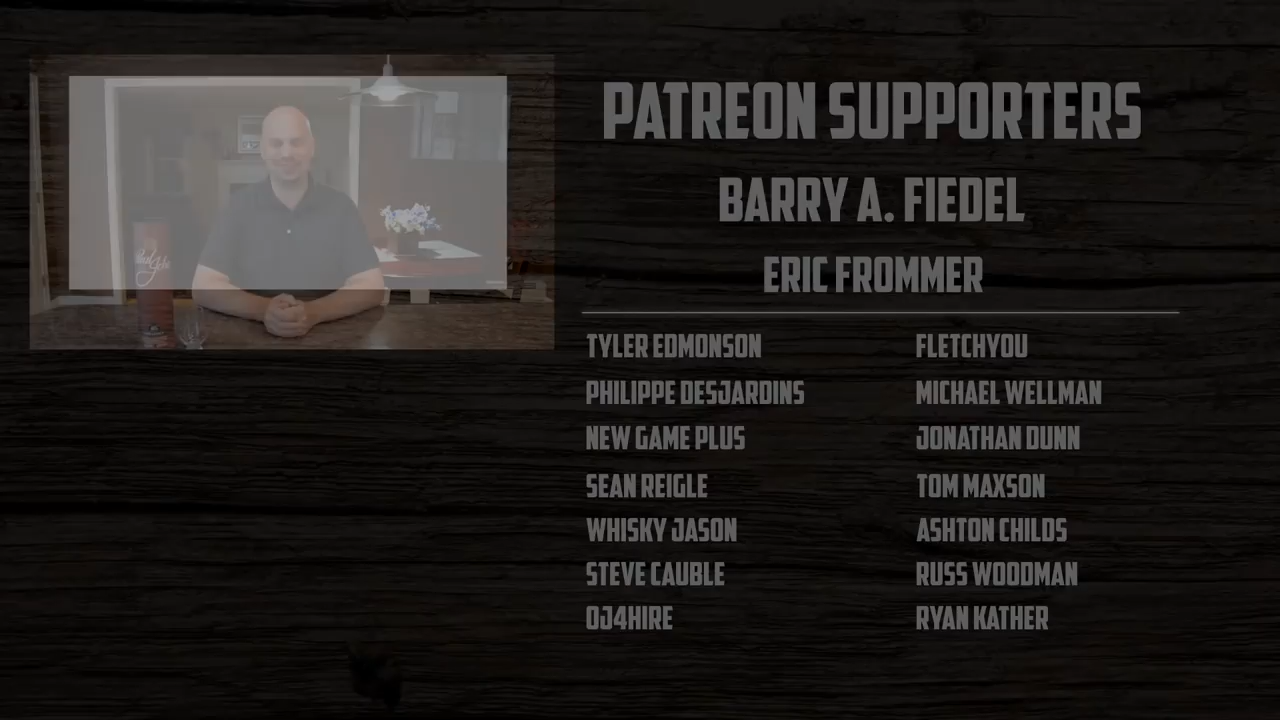 PATREON SUPPORTERS
BARRY A. FIEDEL
ERIC FROMMER
TYLER EDMONSON
PHILIPPE DESJARDINS
NEW GAME PLUS
SEAN REIGLE
WHISKY JASON
STEVE CAUBLE
OJ4HIRE
FLETCHYOU
MICHAEL WELLMAN
JONATHAN DUNN
TOM MAXSON
ASHTON CHILDS
RUSS WOODMAN
RYAN KATHER